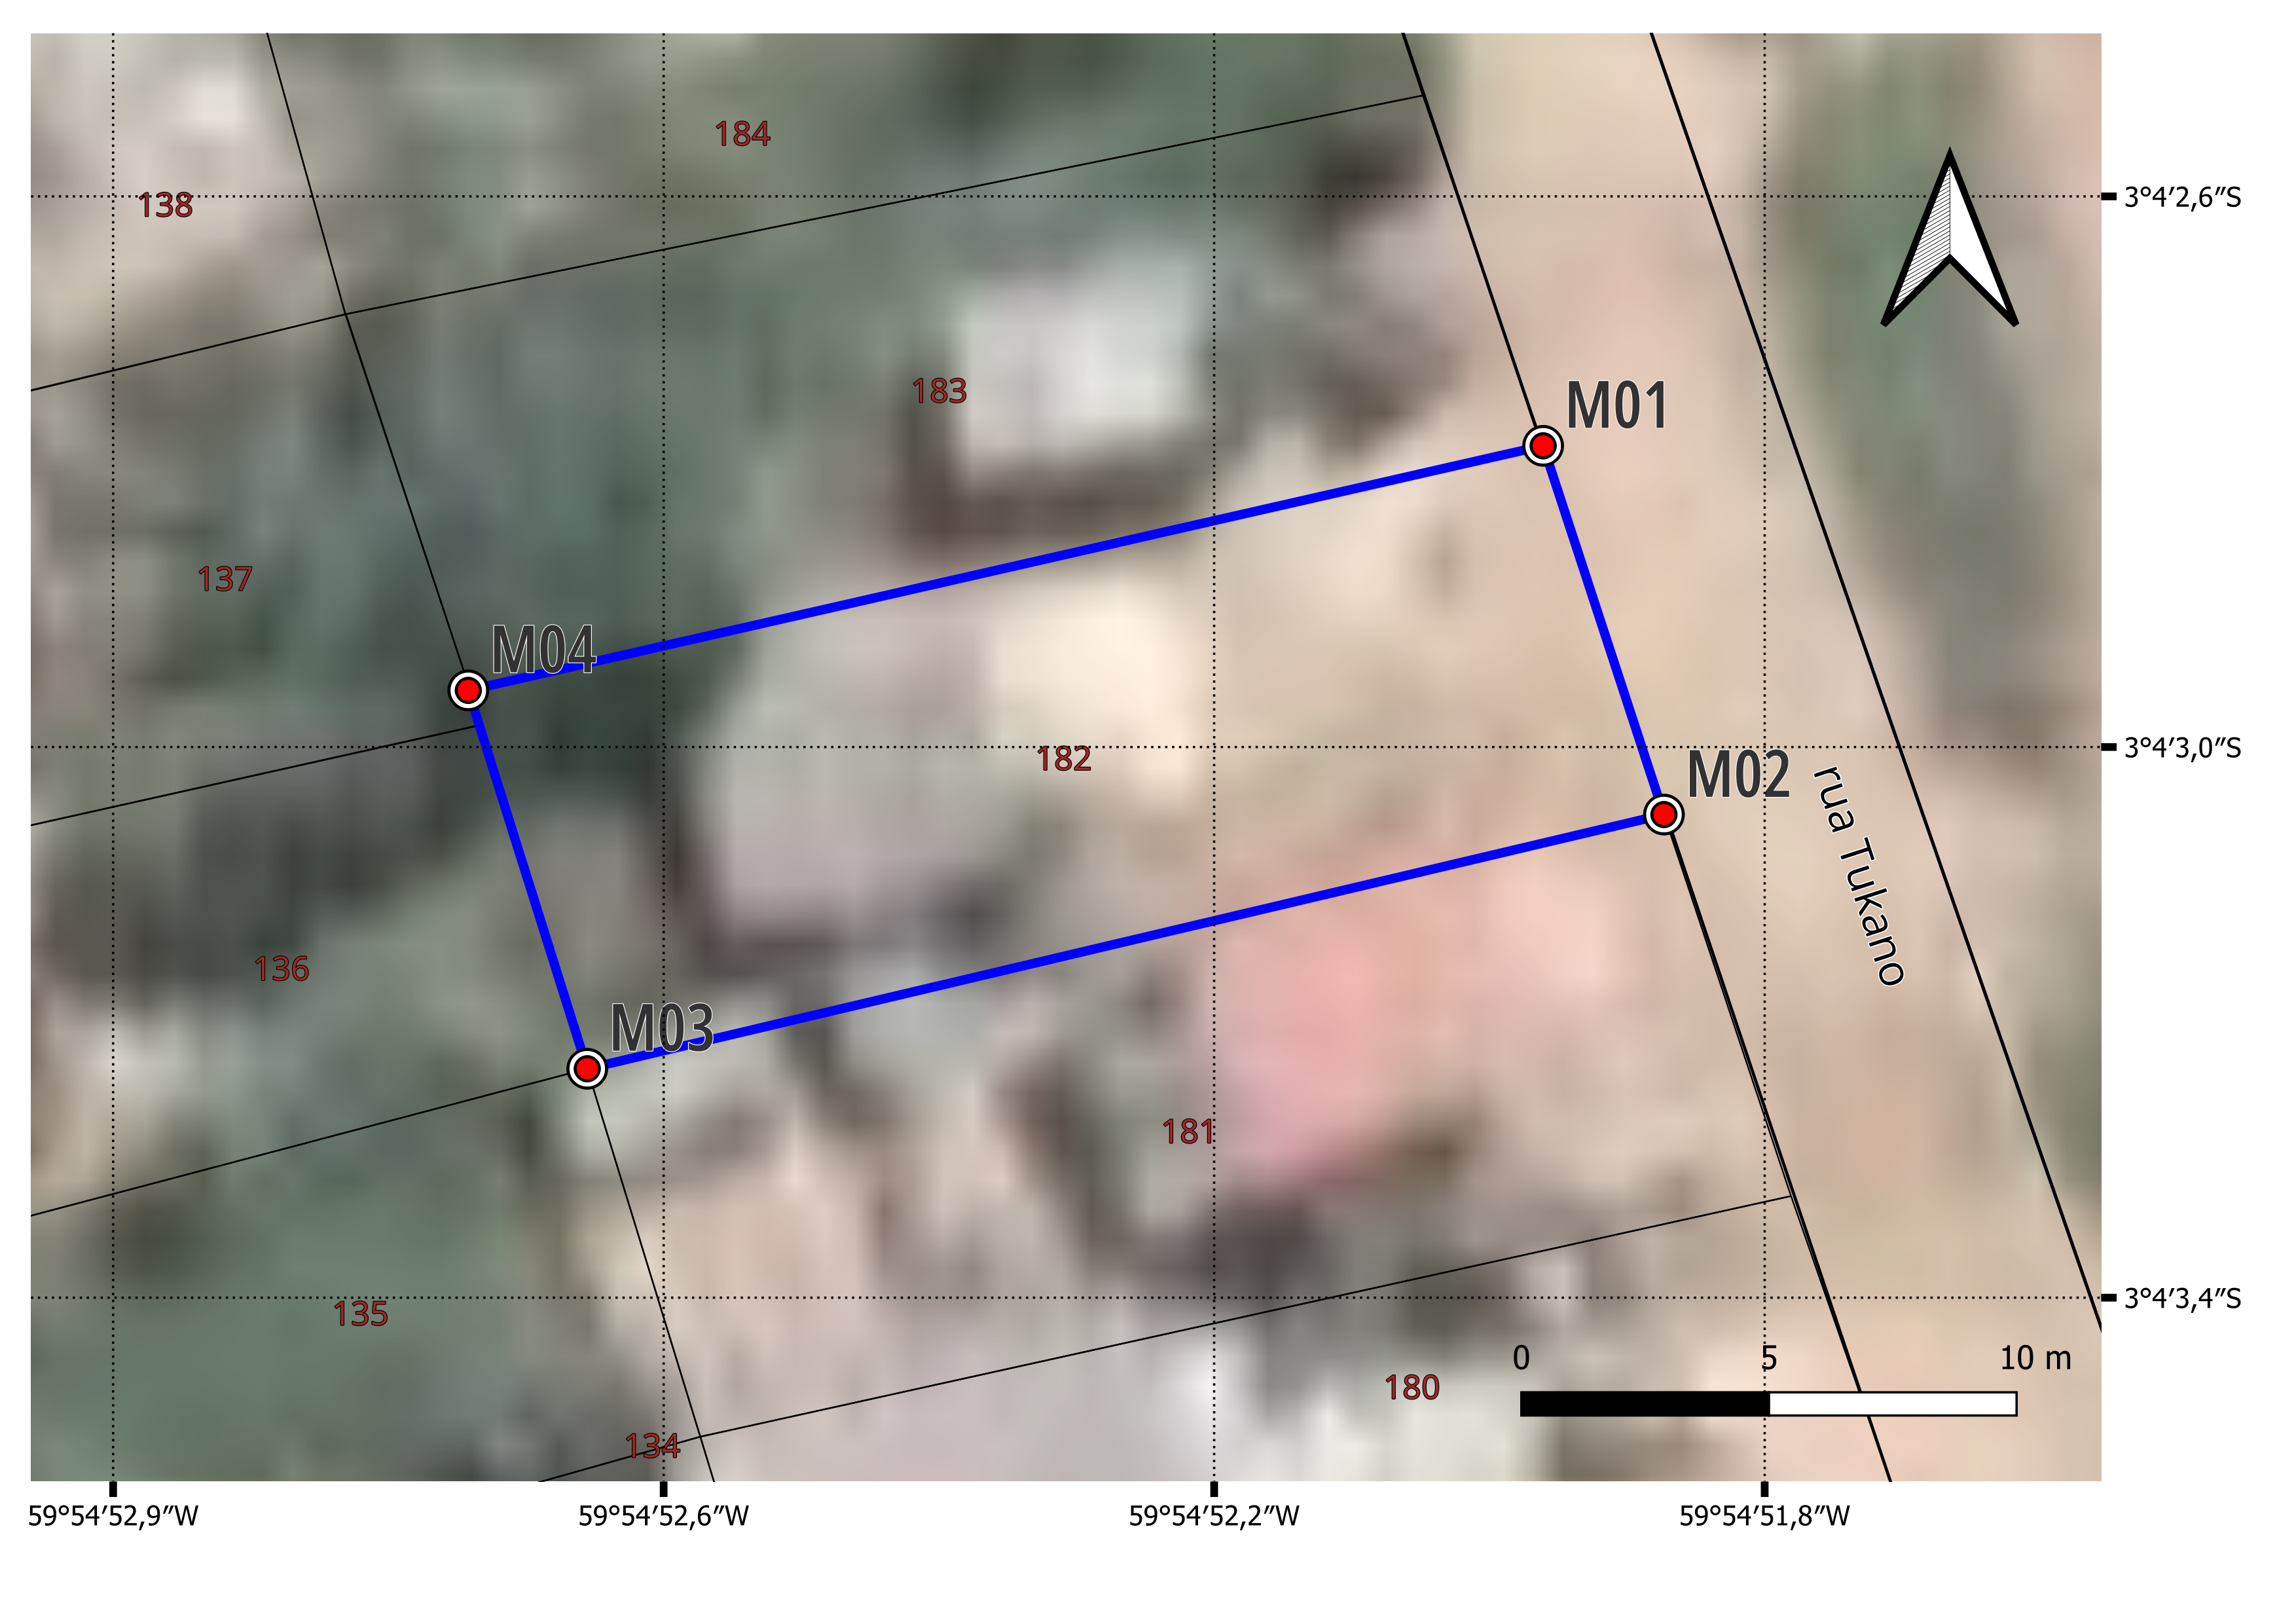 184
138
3°4′2,6″S
183
M01
137
M04
3°4′3,0″S
182
M02
rua Tukano
136
M03
181
3°4′3,4″S
135
0 5 10 m
180
134
59°54′52,9″W 59°54′52,6″W 59°54′52,2″W 59°54′51,8″W